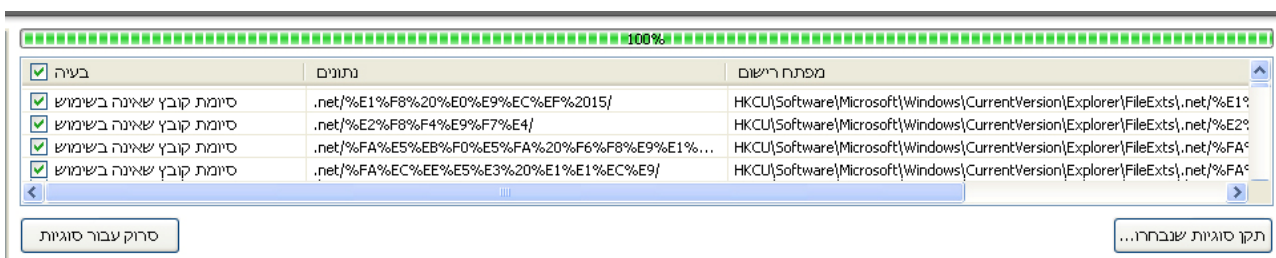 100%
בעיה נתונים מפתח רישום
סיומת קובץ שאינה בשימוש .net/%E1%F8%20%E0%E9%EC%EF%2015/ HKCU\Software\Microsoft\Windows\CurrentVersion\Explorer\FileExts\.net/%E1%
סיומת קובץ שאינה בשימוש .net/%E2%F8%F4%E9%F7%E4/ HKCU\Software\Microsoft\Windows\CurrentVersion\Explorer\FileExts\.net/%E2%
סיומת קובץ שאינה בשימוש .net/%FA%E5%EB%F0%E5%FA%20%F6%F8%E9%E1%... HKCU\Software\Microsoft\Windows\CurrentVersion\Explorer\FileExts\.net/%FA%
סיומת קובץ שאינה בשימוש .net/%FA%EC%EE%E5%E3%20%E1%E1%EC%E9/ HKCU\Software\Microsoft\Windows\CurrentVersion\Explorer\FileExts\.net/%FA%
סרוק עבור סוגיות תקן סוגיות שנבחרו...